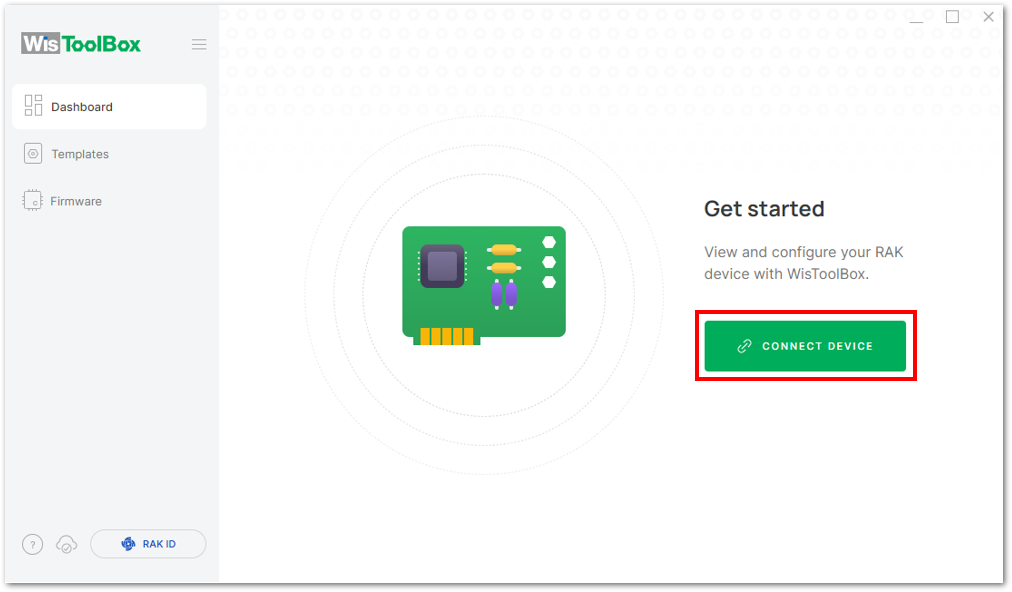 WisToolBox
Dashboard
Templates
Firmware
Get started
View and configure your RAK
device with WisToolBox.
CONNECT DEVICE
?
RAK ID